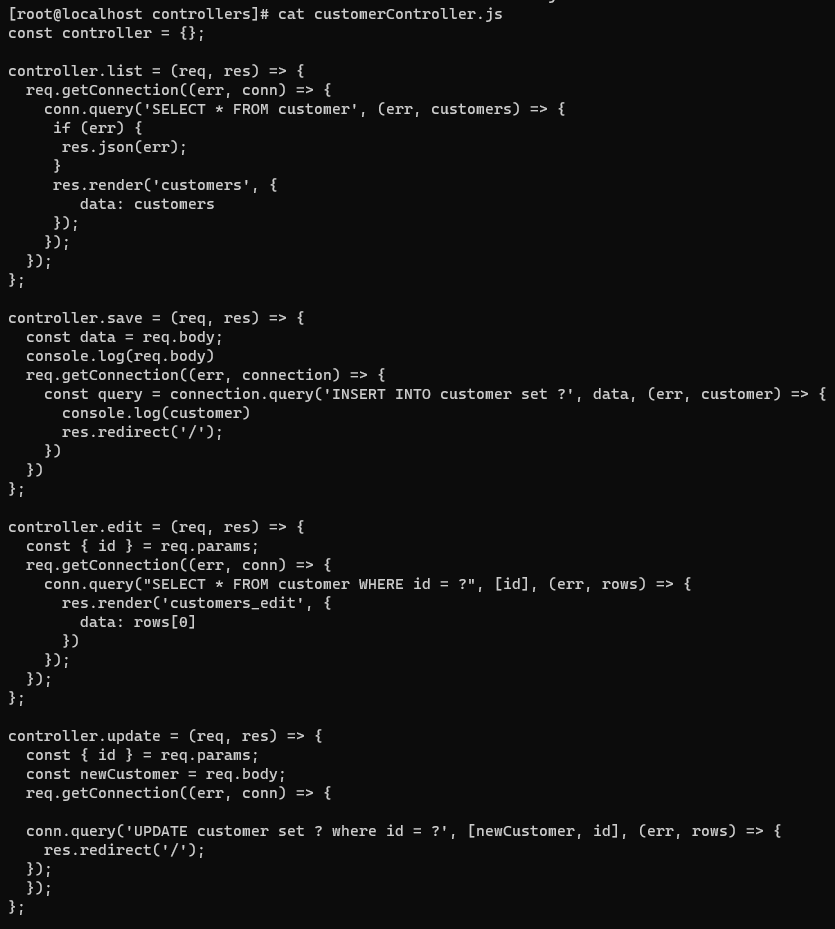 [root@localhost controllers]# cat customerController.js
const controller = {};

controller.list = (req, res) => {
  req.getConnection((err, conn) => {
    conn.query('SELECT * FROM customer', (err, customers) => {
     if (err) {
      res.json(err);
     }
     res.render('customers', {
        data: customers
     });
    });
  });
};

controller.save = (req, res) => {
  const data = req.body;
  console.log(req.body)
  req.getConnection((err, connection) => {
    const query = connection.query('INSERT INTO customer set ?', data, (err, customer) => {
      console.log(customer)
      res.redirect('/');
    })
  })
};

controller.edit = (req, res) => {
  const { id } = req.params;
  req.getConnection((err, conn) => {
    conn.query("SELECT * FROM customer WHERE id = ?", [id], (err, rows) => {
      res.render('customers_edit', {
        data: rows[0]
      })
    });
  });
};

controller.update = (req, res) => {
  const { id } = req.params;
  const newCustomer = req.body;
  req.getConnection((err, conn) => {

  conn.query('UPDATE customer set ? where id = ?', [newCustomer, id], (err, rows) => {
    res.redirect('/');
  });
  });
};